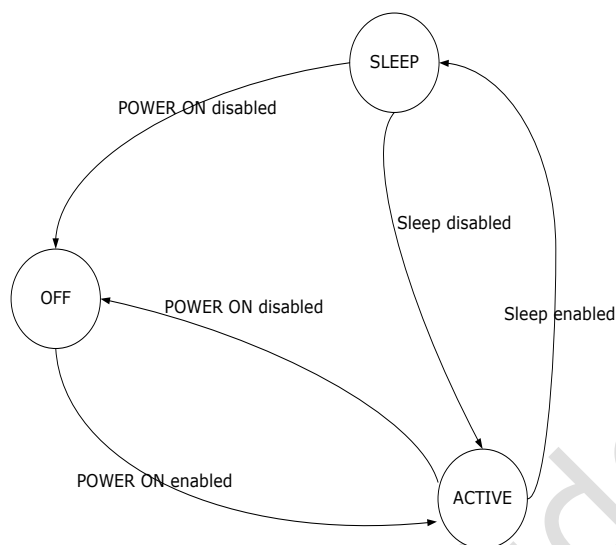 SLEEP
POWER ON disabled
Sleep disabled
OFF
POWER ON disabled
Sleep enabled
POWER ON enabled
ACTIVE